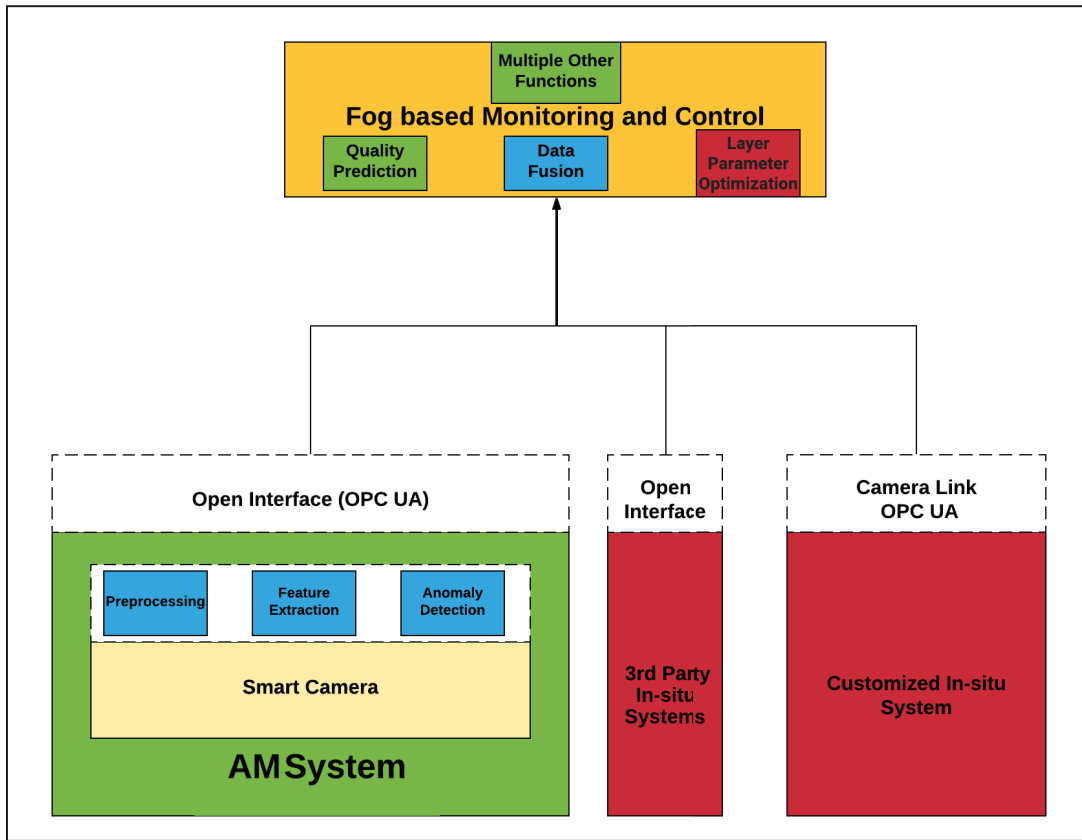 Multiple Other
Functions
Fog based Monitoring and Control
Quality
Prediction
Data
Fusion
Layer
Parameter
Optimization
Open Interface (OPC UA)
Open
Interface
Camera Link
OPC UA
Preprocessing
Feature
Extraction
Anomaly
Detection
Smart Camera
AM System
3rd Party
In-situ
Systems
Customized In-situ
System